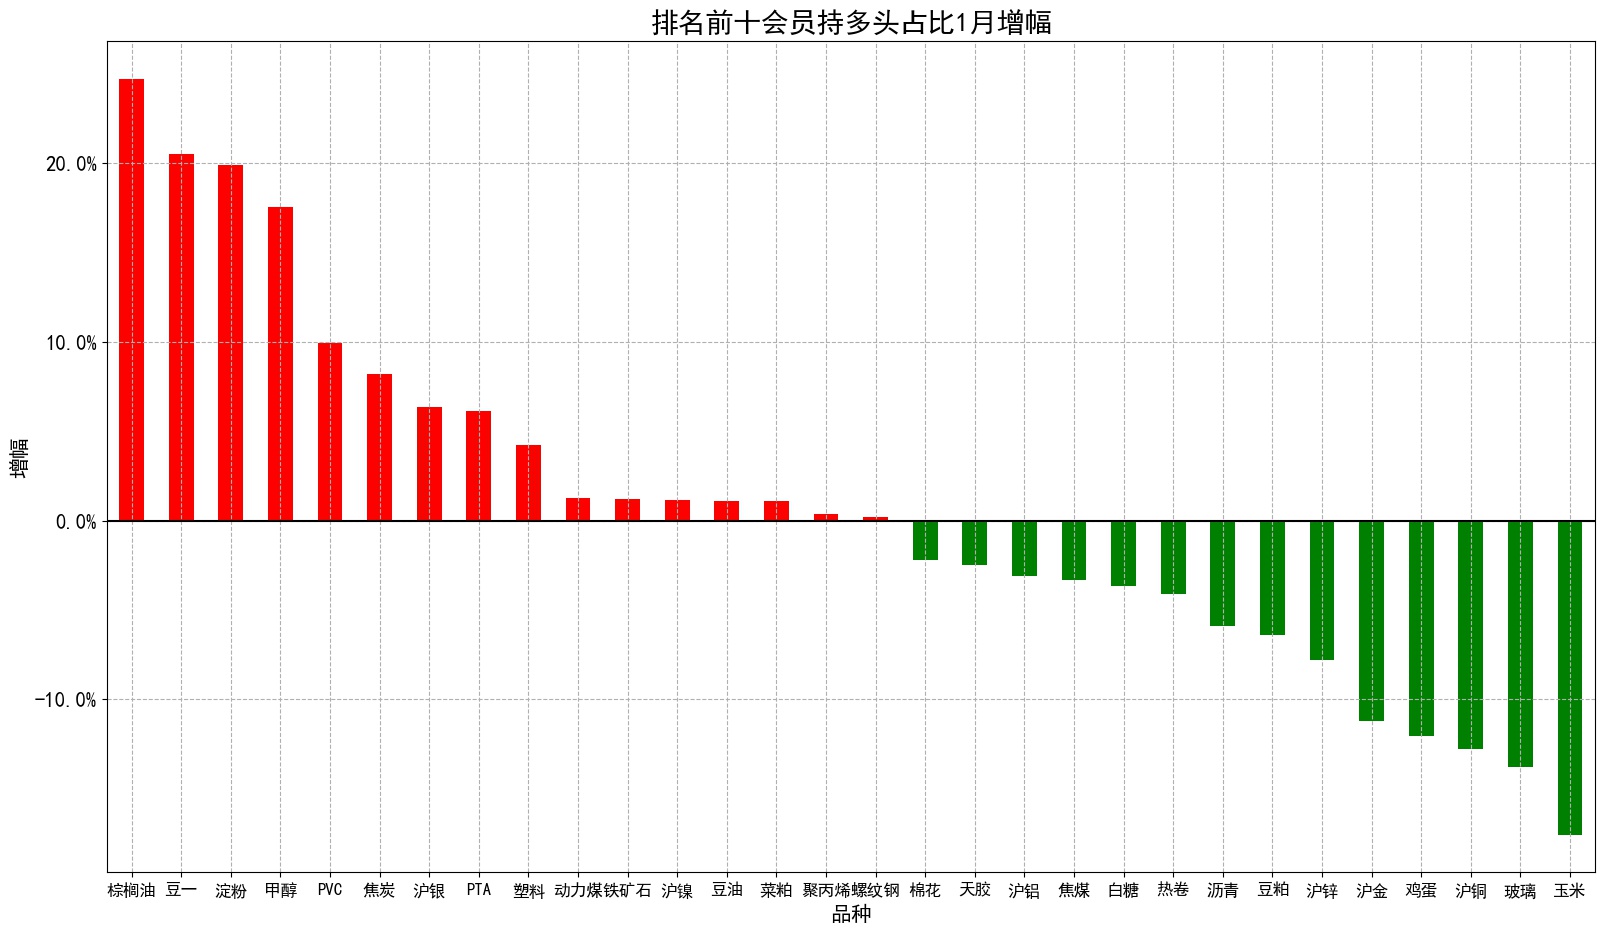 排名前十会员持多头占比1月增幅
增幅
20.0%
10.0%
0.0%
-10.0%
棕榈油 豆一 淀粉 甲醇 PVC 焦炭 沪银 PTA 塑料 动力煤 铁矿石 沪镍 豆油 菜粕 聚丙烯 螺纹钢 棉花 天胶 沪铝 焦煤 白糖 热卷 沥青 豆粕 沪锌 沪金 鸡蛋 沪铜 玻璃 玉米
品种